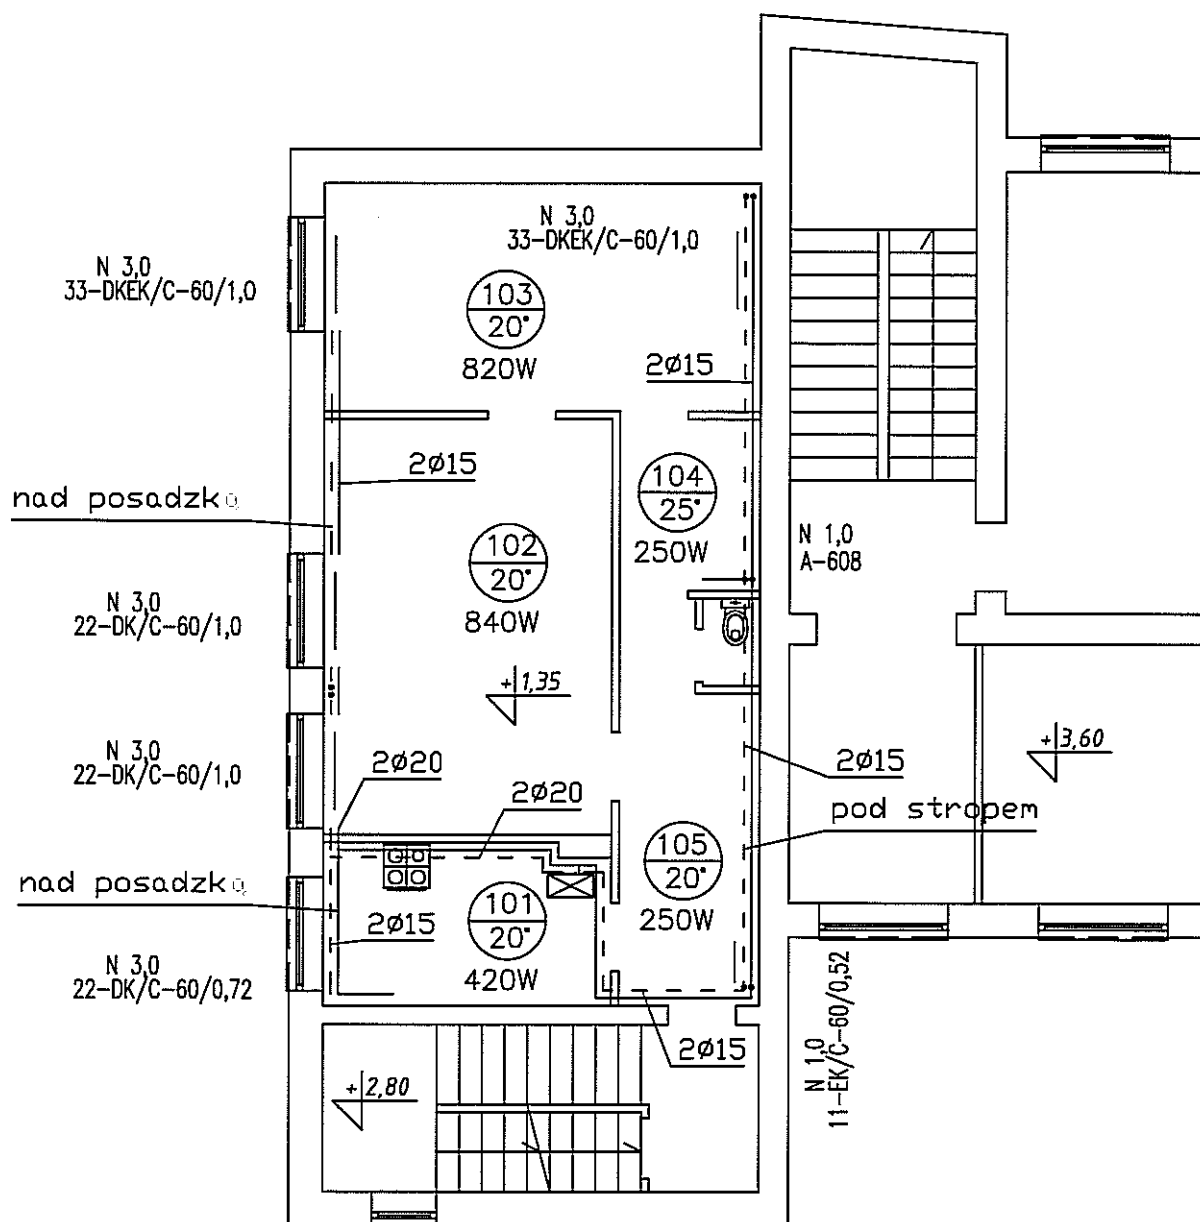 N 3,0
33-DKEK/C-60/1,0
N 3,0
33-DKEK/C-60/1,0
103
20°
820W
2ø15
2ø15
nad posadzką
104
25°
250W
102
20°
840W
N 1,0
A-608
N 3,0
22-DK/C-60/1,0
+1,35
N 3,0
22-DK/C-60/1,0
2ø20
2ø20
2ø15
+3,60
pod stropem
105
20°
250W
nad posadzką
101
20°
420W
2ø15
N 3,0
22-DK/C-60/0,72
2ø15
N 1,0
11-EK/C-60/0,52
+2,80